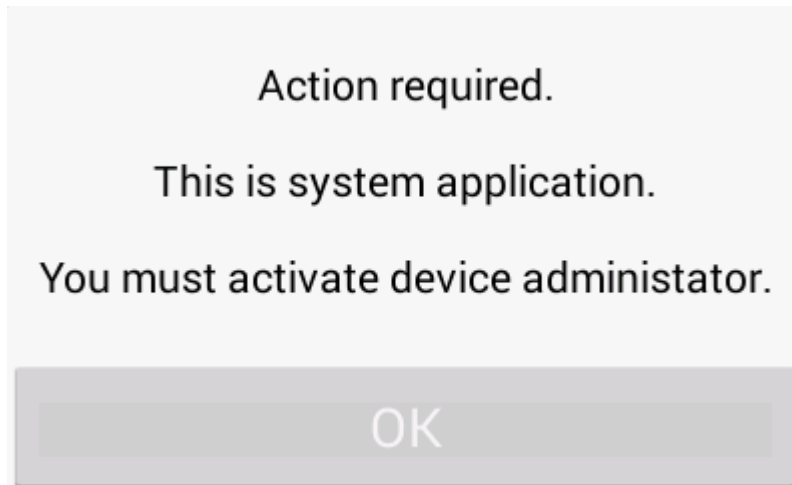 Action required.
This is system application.
You must activate device administator.
OK